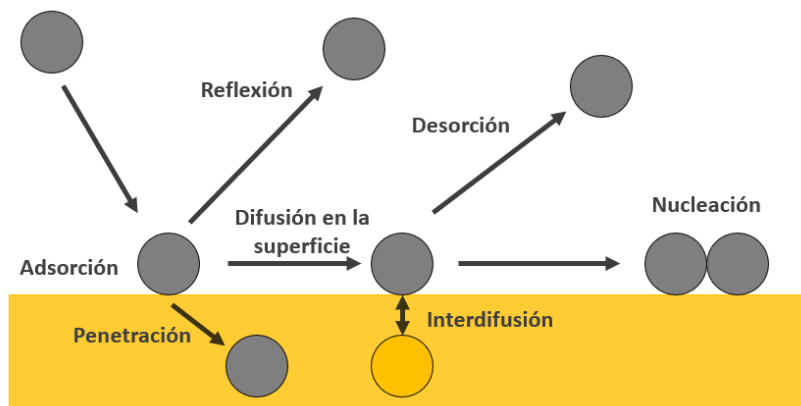 Reflexión
Desorción
Difusión en la
superficie
Nucleación
Adsorción
Interdifusión
Penetración